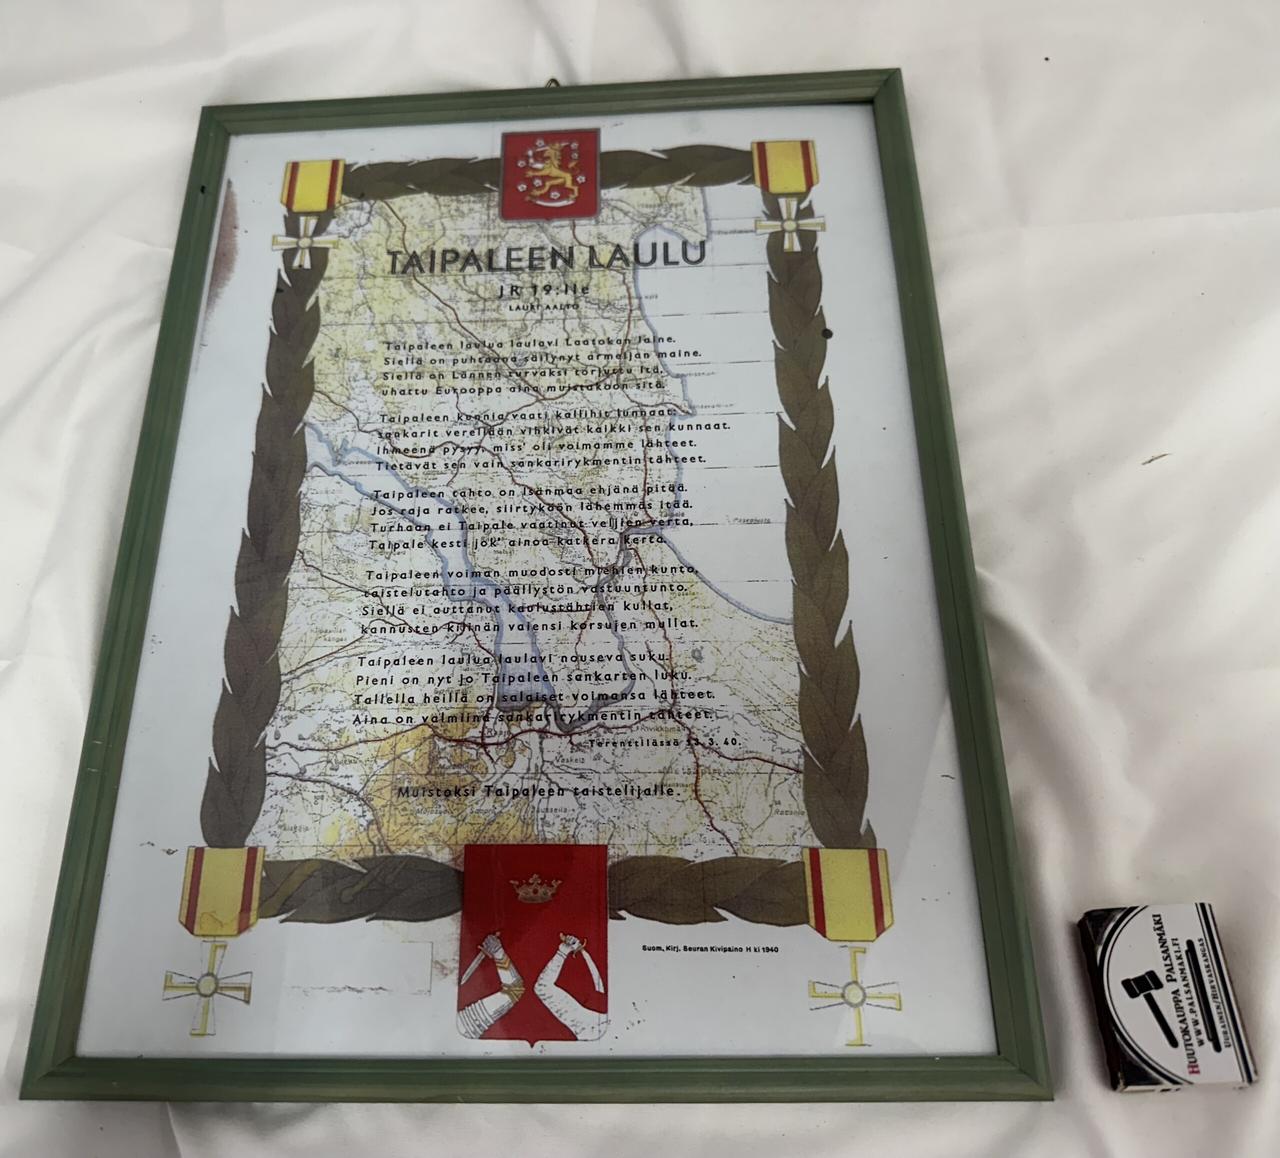 TAIPALEEN LAULU
JR 19:lle
LAURI AALTO
Taipaleen laulua laulavi Laatokan laine.
Siellä on puhtaana säilynyt armeijan maine.
Siellä on Lännen turvaksi torjuttu Itä,
uhattu Eurooppa aina muistakoon sitä.
Taipaleen kunnia vaati kallihit lunnaat:
sankarit verellään vihkivät kaikki sen kunnaat.
Ihmeenä pysyy, miss' oli voimamme lähteet.
Tietävät sen vain sankarirykmentin tähteet.
Taipaleen tahto on Isänmaa ehjänä pitää.
Jos raja ratkee, siirtyköön lähemmäs itää.
Turhaan ei Taipale vaatinut veljien verta,
Taipale kesti jok' ainoa katkera kerta.
Taipaleen voiman muodosti miehien kunto,
taistelutahto ja päällystön vastuuntunto.
Siellä ei auttanut kaulustähtien kullat,
kannusten kilinän vaiensi korsujen mullat.
Taipaleen laulua laulavi nouseva suku.
Pieni on nyt jo Taipaleen sankarten luku.
Tallella heillä on salaiset voimansa lähteet.
Aina on valmiina sankarirykmentin tähteet.
Terenttilässä 13.3.40.
Muistoksi Taipaleen taistelijalle.
Suom. Kirj. Seuran Kivipaino H ki 1940
HUUTOKAUPPA PALSANMÄKI
WWW.PALSANMAKI.FI
UURAINEN/HIRVASKANGAS